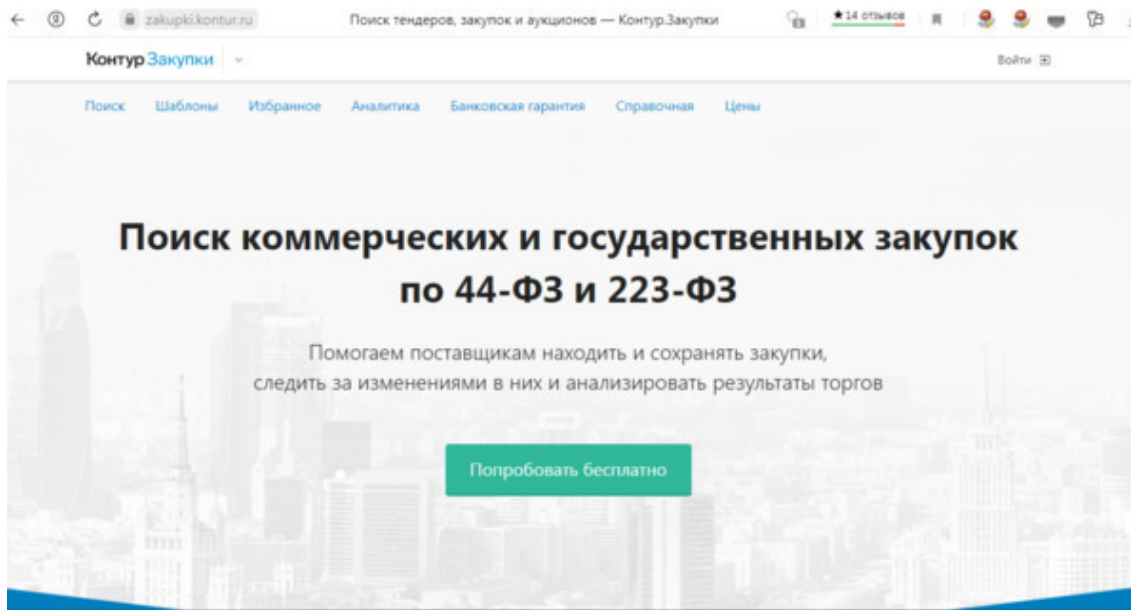 zakupki.kontur.ru Поиск тендеров, закупок и аукционов — Контур.Закупки ★14 отзывов
Контур Закупки Войти
Поиск Шаблоны Избранное Аналитика Банковская гарантия Справочная Цены
Поиск коммерческих и государственных закупок
по 44-ФЗ и 223-ФЗ
Помогаем поставщикам находить и сохранять закупки,
следить за изменениями в них и анализировать результаты торгов
Попробовать бесплатно